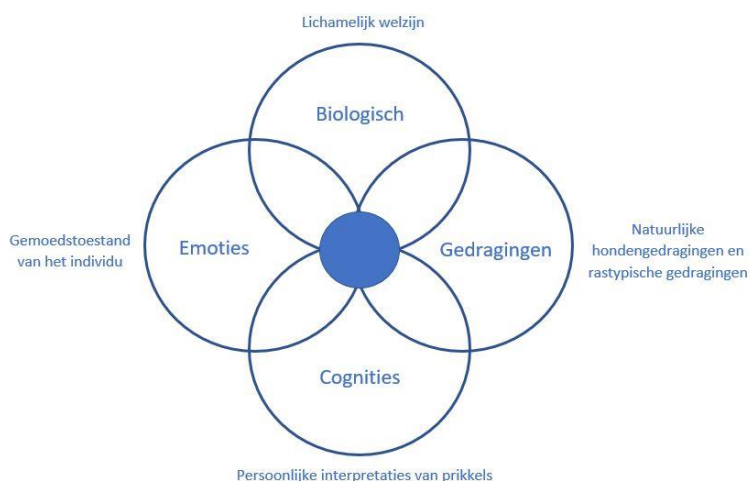 Lichamelijk welzijn
Biologisch
Gemoedstoestand
van het individu
Emoties
Gedragingen
Natuurlijke
hondengedragingen en
rastypische gedragingen
Cognities
Persoonlijke interpretaties van prikkels